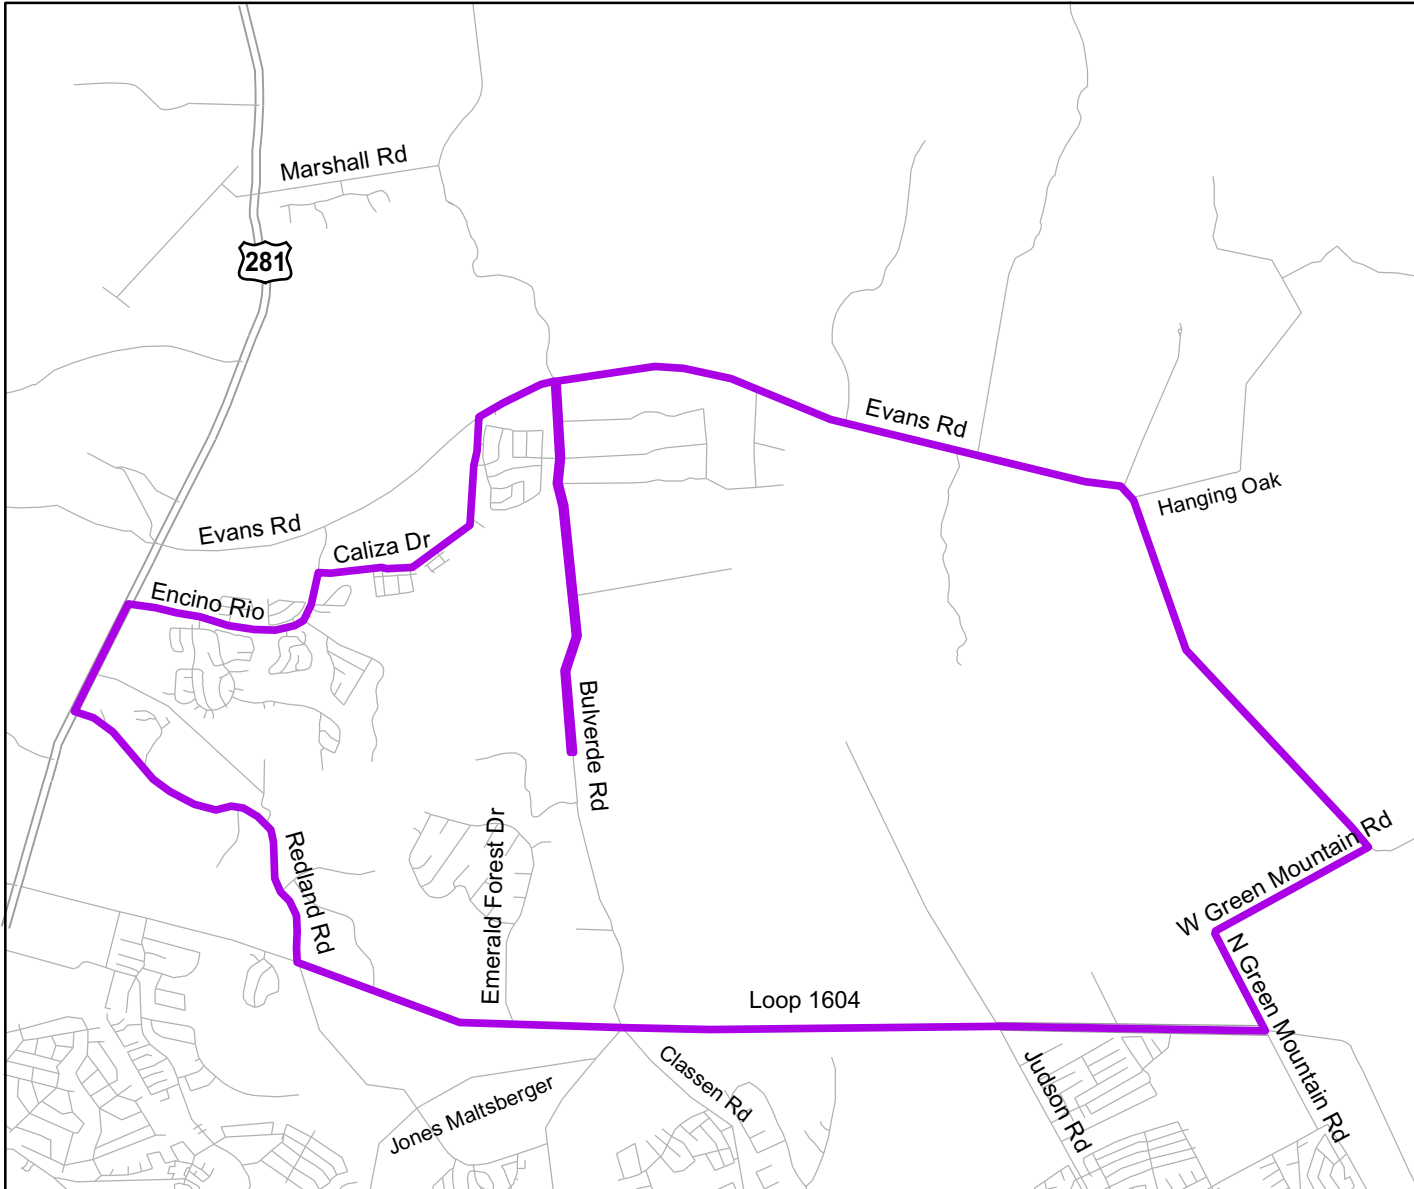 Marshall Rd
281
Evans Rd
Hanging Oak
Evans Rd
Caliza Dr
Encino Rio
Bulverde Rd
Emerald Forest Dr
Redland Rd
W Green Mountain Rd
N Green Mountain Rd
Loop 1604
Classen Rd
Jones Maltsberger
Judson Rd